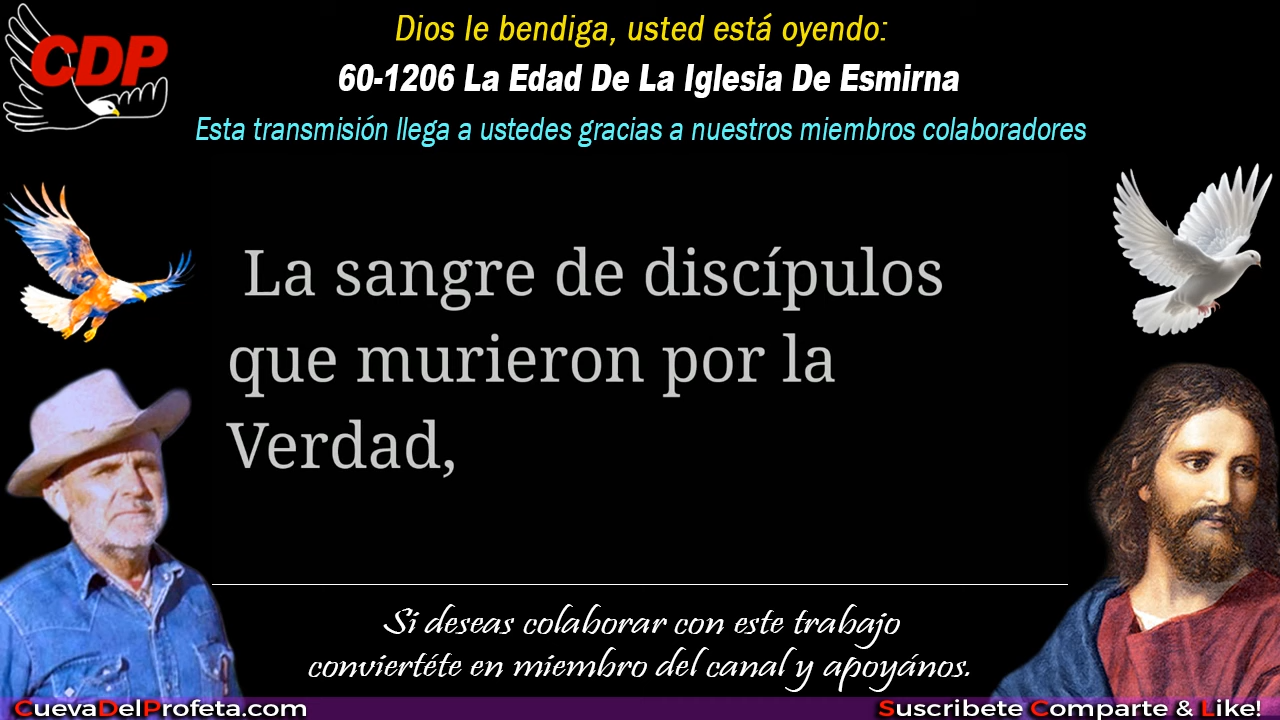 CDP
Dios le bendiga, usted está oyendo:
60-1206 La Edad De La Iglesia De Esmirna
Esta transmisión llega a ustedes gracias a nuestros miembros colaboradores
La sangre de discípulos
que murieron por la
Verdad,
Si deseas colaborar con este trabajo
conviertéte en miembro del canal y apoyános.
CuevaDelProfeta.com
Suscribete Comparte & Like!